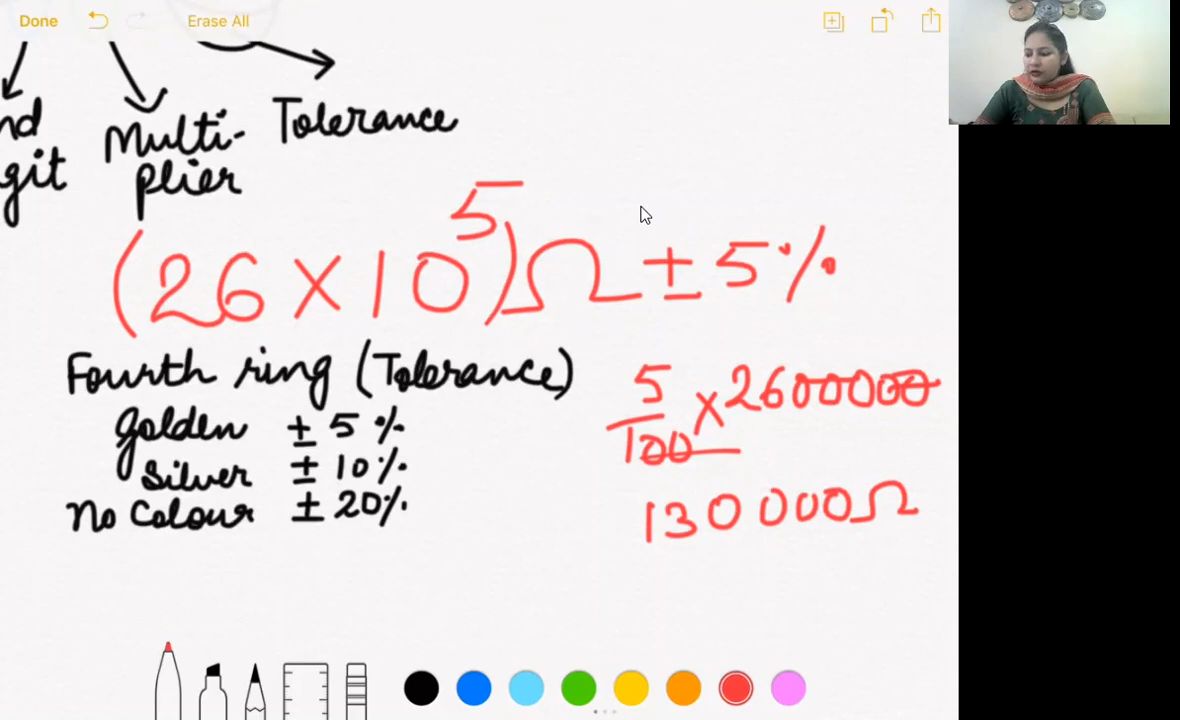 Done Erase All
nd
git
Multi-
plier
Tolerance
(26 × 10⁵) Ω ± 5%
Fourth ring (Tolerance)
golden ± 5 %
Silver ± 10%
No Colour ± 20%
5/100 × 2600000
130000Ω